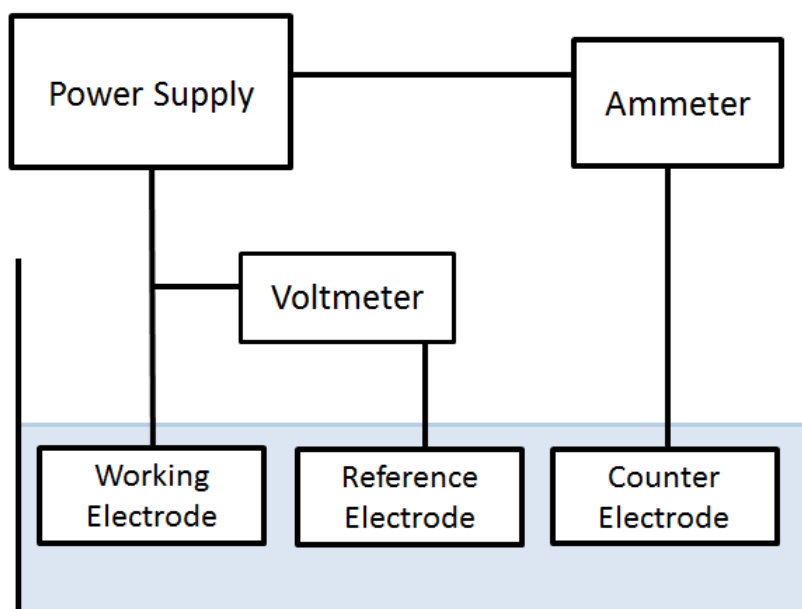 Power Supply
Ammeter
Voltmeter
Working
Electrode
Reference
Electrode
Counter
Electrode